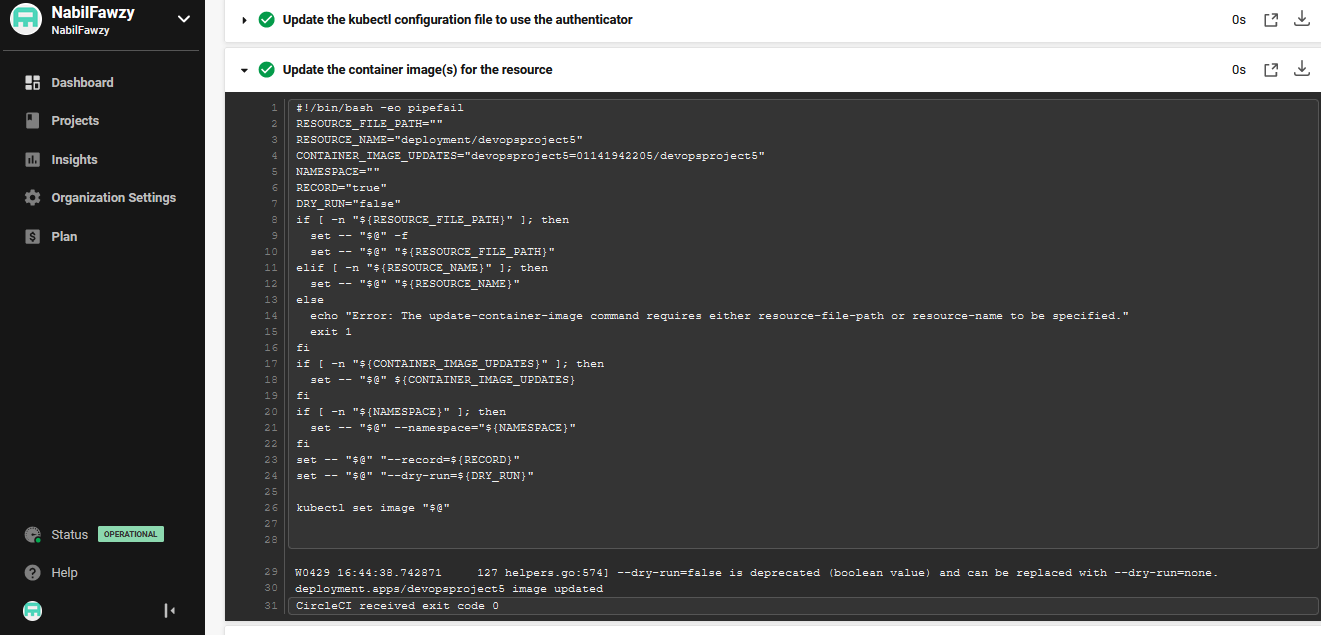 NabilFawzy
NabilFawzy
Dashboard
Projects
Insights
Organization Settings
$ Plan
Status OPERATIONAL
? Help
Update the kubectl configuration file to use the authenticator 0s
Update the container image(s) for the resource 0s
1 #!/bin/bash -eo pipefail
2 RESOURCE_FILE_PATH=""
3 RESOURCE_NAME="deployment/devopsproject5"
4 CONTAINER_IMAGE_UPDATES="devopsproject5=01141942205/devopsproject5"
5 NAMESPACE=""
6 RECORD="true"
7 DRY_RUN="false"
8 if [ -n "${RESOURCE_FILE_PATH}" ]; then
9   set -- "$@" -f
10   set -- "$@" "${RESOURCE_FILE_PATH}"
11 elif [ -n "${RESOURCE_NAME}" ]; then
12   set -- "$@" "${RESOURCE_NAME}"
13 else
14   echo "Error: The update-container-image command requires either resource-file-path or resource-name to be specified."
15   exit 1
16 fi
17 if [ -n "${CONTAINER_IMAGE_UPDATES}" ]; then
18   set -- "$@" ${CONTAINER_IMAGE_UPDATES}
19 fi
20 if [ -n "${NAMESPACE}" ]; then
21   set -- "$@" --namespace="${NAMESPACE}"
22 fi
23 set -- "$@" "--record=${RECORD}"
24 set -- "$@" "--dry-run=${DRY_RUN}"
25
26 kubectl set image "$@"
27
28
29 W0429 16:44:38.742871     127 helpers.go:574] --dry-run=false is deprecated (boolean value) and can be replaced with --dry-run=none.
30 deployment.apps/devopsproject5 image updated
31 CircleCI received exit code 0